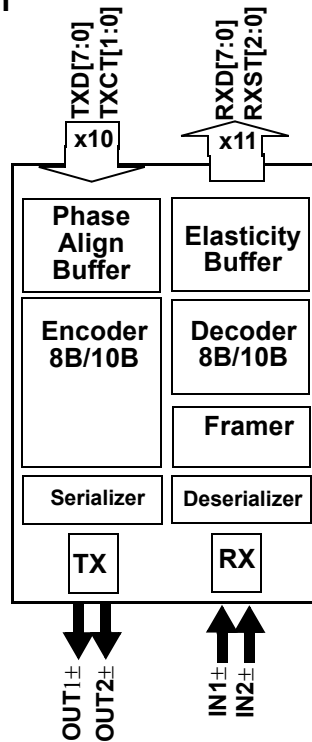 TXD[7:0]
TXCT[1:0]
RXD[7:0]
RXST[2:0]
x10
x11
Phase
Align
Buffer
Elasticity
Buffer
Encoder
8B/10B
Decoder
8B/10B
Framer
Serializer
Deserializer
TX
RX
OUT1±
OUT2±
IN1±
IN2±